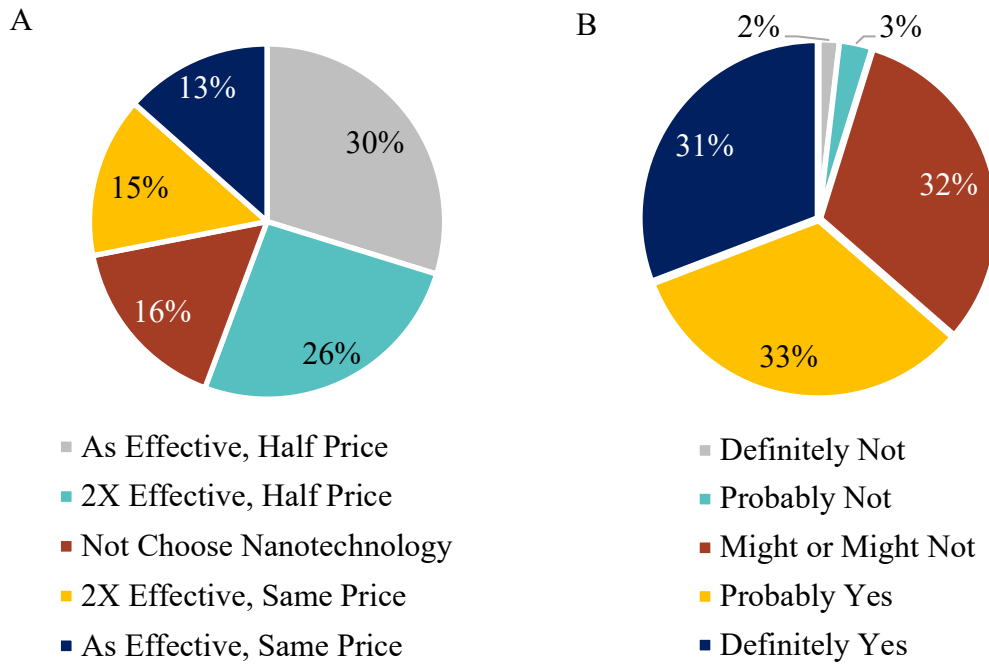 A
13%
30%
15%
16%
26%
As Effective, Half Price
2X Effective, Half Price
Not Choose Nanotechnology
2X Effective, Same Price
As Effective, Same Price
B
2%
3%
31%
32%
33%
Definitely Not
Probably Not
Might or Might Not
Probably Yes
Definitely Yes